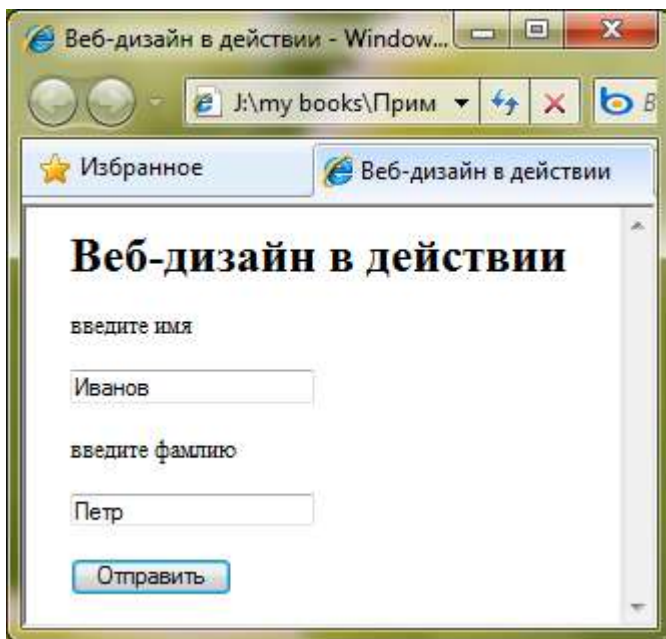 Веб-дизайн в действии - Window...
J:\my books\Прим
Избранное
Веб-дизайн в действии
Веб-дизайн в действии
введите имя
Иванов
введите фамлию
Петр
Отправить